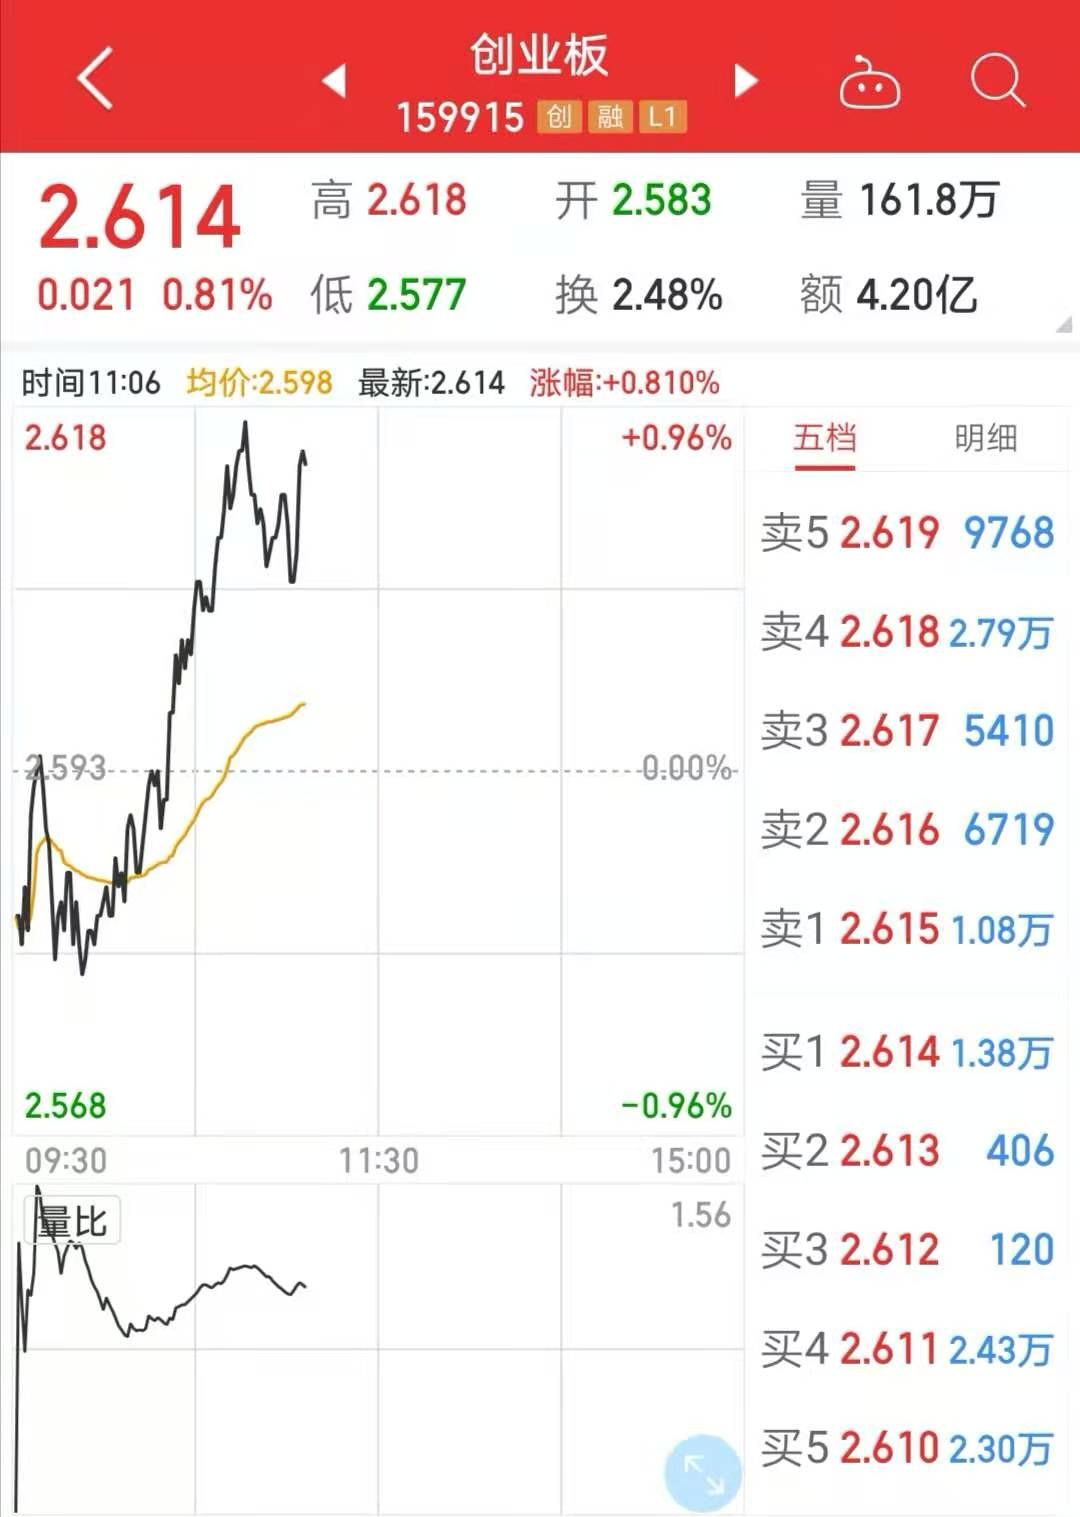 创业板
159915 创 融 L1
2.614 高 2.618 开 2.583 量 161.8万
0.021 0.81% 低 2.577 换 2.48% 额 4.20亿
时间11:06 均价:2.598 最新:2.614 涨幅:+0.810%
2.618 +0.96%
2.593 0.00%
2.568 -0.96%
09:30 11:30 15:00
量比 1.56
五档 明细
卖5 2.619 9768
卖4 2.618 2.79万
卖3 2.617 5410
卖2 2.616 6719
卖1 2.615 1.08万
买1 2.614 1.38万
买2 2.613 406
买3 2.612 120
买4 2.611 2.43万
买5 2.610 2.30万